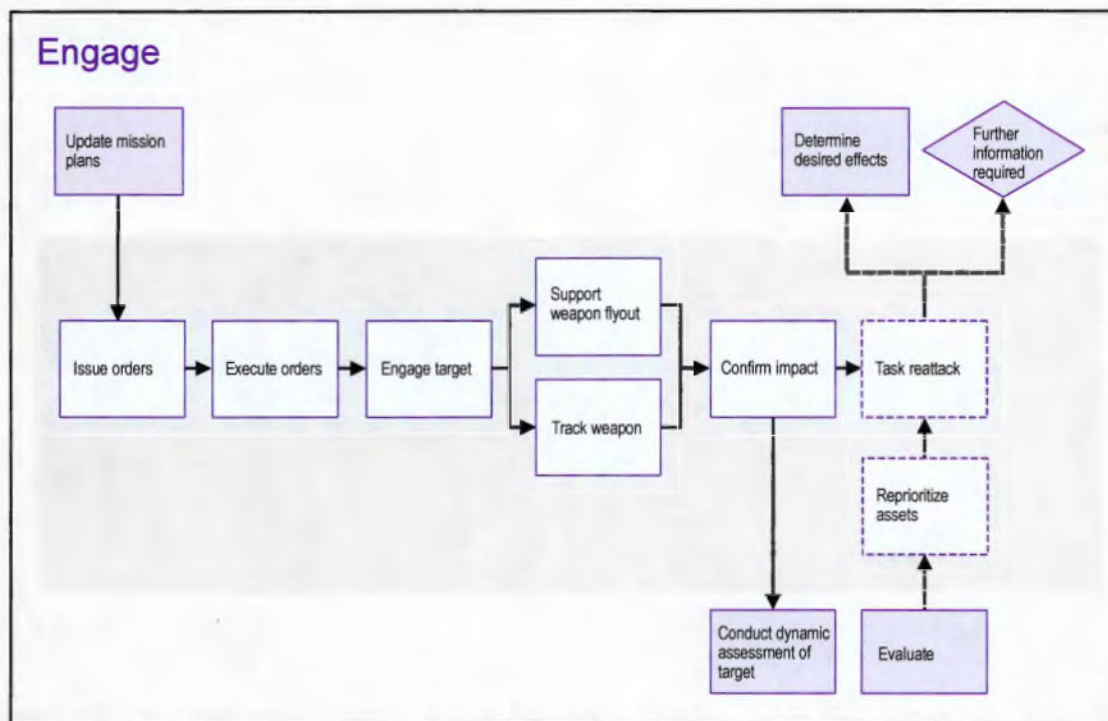 Engage
Update mission
plans
Determine
desired effects
Further
information
required
Support
weapon flyout
Issue orders
Execute orders
Engage target
Confirm impact
Task reattack
Track weapon
Reprioritize
assets
Conduct dynamic
assessment of
target
Evaluate